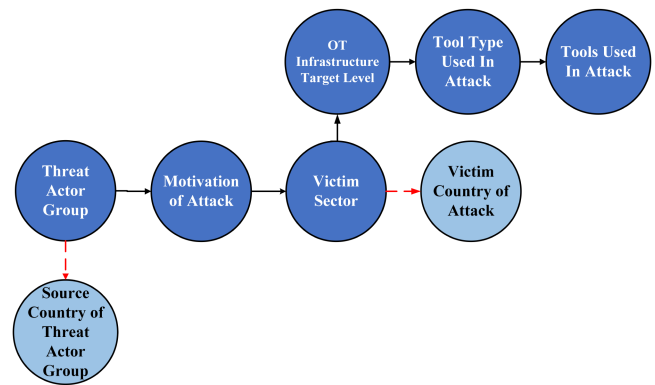 OT
Infrastructure
Target Level
Tool Type
Used In
Attack
Tools Used
In Attack
Threat
Actor
Group
Motivation
of Attack
Victim
Sector
Victim
Country of
Attack
Source
Country of
Threat
Actor
Group